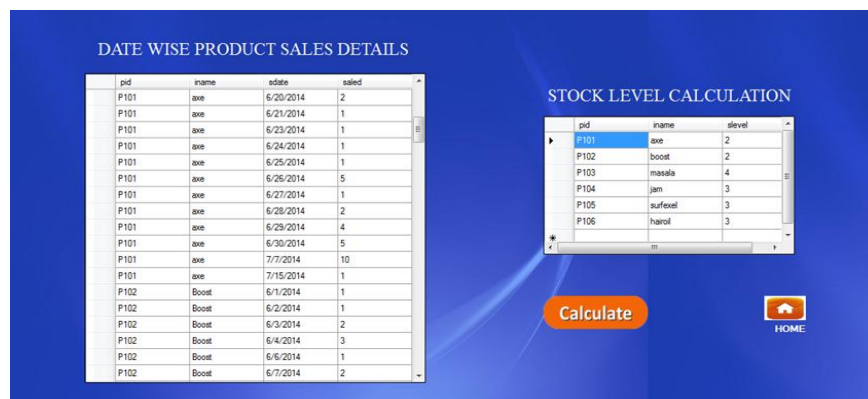 DATE WISE PRODUCT SALES DETAILS
pid iname sdate saled
P101 axe 6/20/2014 2
P101 axe 6/21/2014 1
P101 axe 6/23/2014 1
P101 axe 6/24/2014 1
P101 axe 6/25/2014 1
P101 axe 6/26/2014 5
P101 axe 6/27/2014 1
P101 axe 6/28/2014 2
P101 axe 6/29/2014 4
P101 axe 6/30/2014 5
P101 axe 7/7/2014 10
P101 axe 7/15/2014 1
P102 Boost 6/1/2014 1
P102 Boost 6/2/2014 1
P102 Boost 6/3/2014 2
P102 Boost 6/4/2014 3
P102 Boost 6/6/2014 1
P102 Boost 6/7/2014 2
STOCK LEVEL CALCULATION
pid iname slevel
P101 axe 2
P102 boost 2
P103 masala 4
P104 jam 3
P105 surfexel 3
P106 hairoil 3
Calculate
HOME